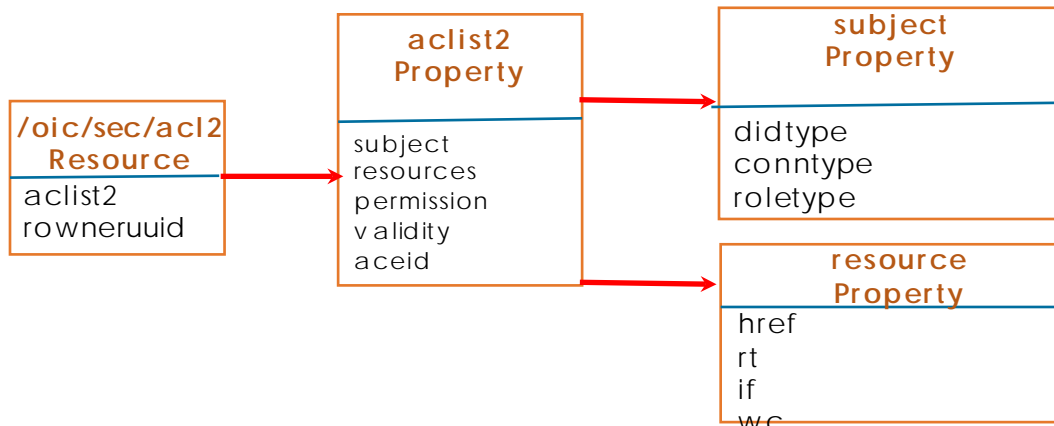 /oic/sec/acl2
Resource
aclist2
rowneruuid
aclist2
Property
subject
resources
permission
validity
aceid
subject
Property
didtype
conntype
roletype
resource
Property
href
rt
if
wc